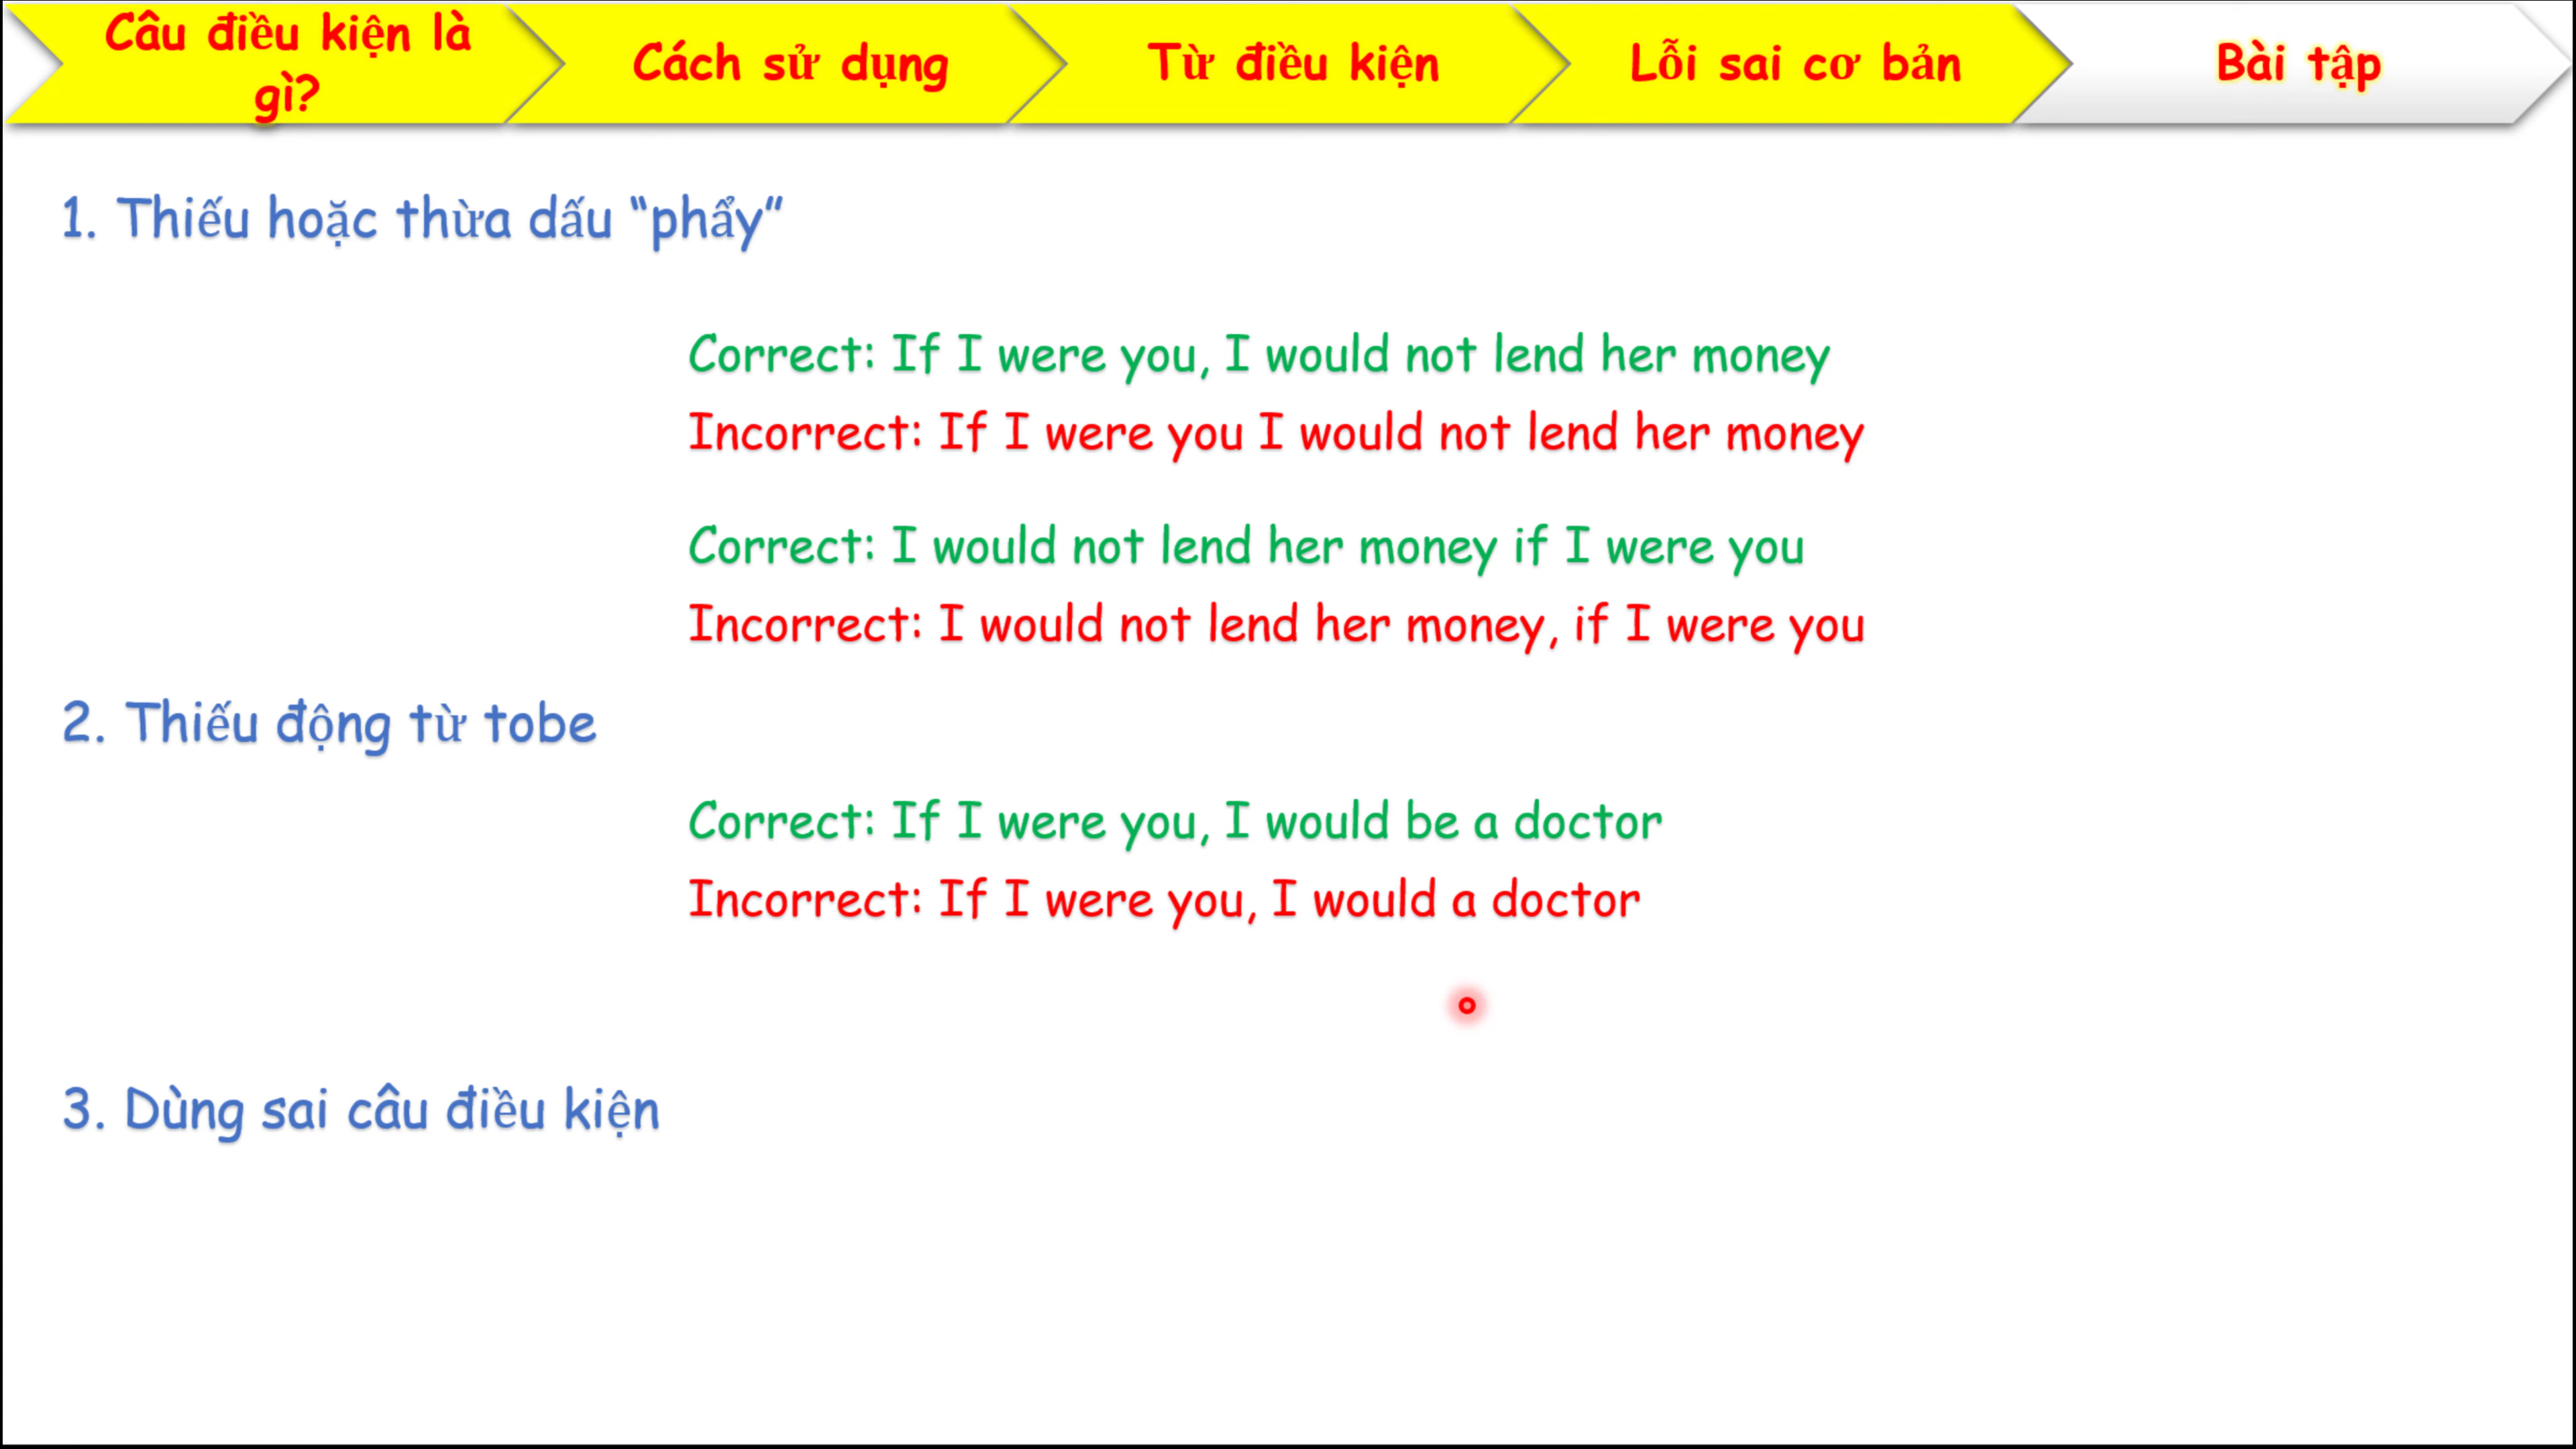 Câu điều kiện là
gì?
Cách sử dụng
Từ điều kiện
Lỗi sai cơ bản
Bài tập
1. Thiếu hoặc thừa dấu “phẩy”
Correct: If I were you, I would not lend her money
Incorrect: If I were you I would not lend her money
Correct: I would not lend her money if I were you
Incorrect: I would not lend her money, if I were you
2. Thiếu động từ tobe
Correct: If I were you, I would be a doctor
Incorrect: If I were you, I would a doctor
3. Dùng sai câu điều kiện